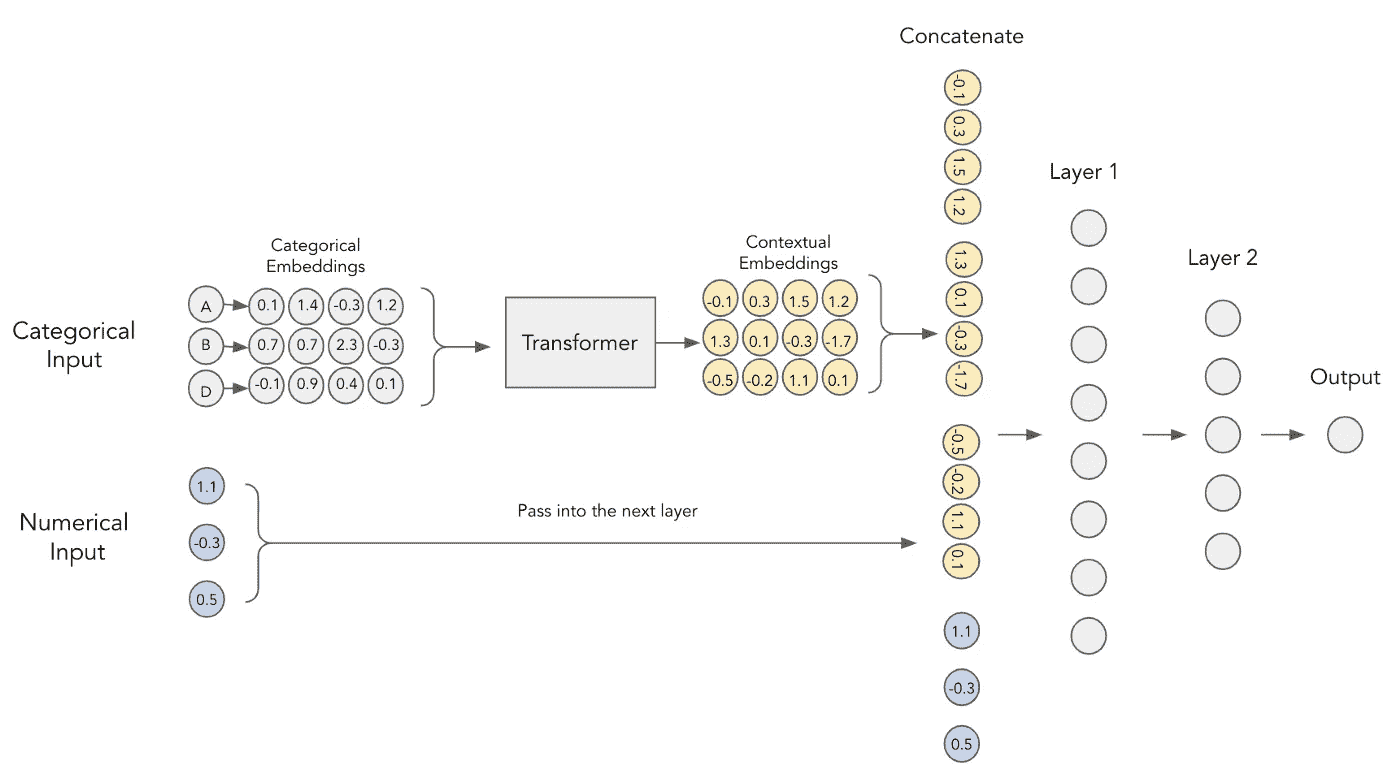 Concatenate
-0.1
0.3
1.5
1.2
1.3
0.1
-0.3
-1.7
-0.5
-0.2
1.1
0.1
1.1
-0.3
0.5
Layer 1
Layer 2
Output
Categorical
Embeddings
Contextual
Embeddings
Categorical
Input
A 0.1 1.4 -0.3 1.2
B 0.7 0.7 2.3 -0.3
D -0.1 0.9 0.4 0.1
Transformer
-0.1 0.3 1.5 1.2
1.3 0.1 -0.3 -1.7
-0.5 -0.2 1.1 0.1
Numerical
Input
1.1
-0.3
0.5
Pass into the next layer